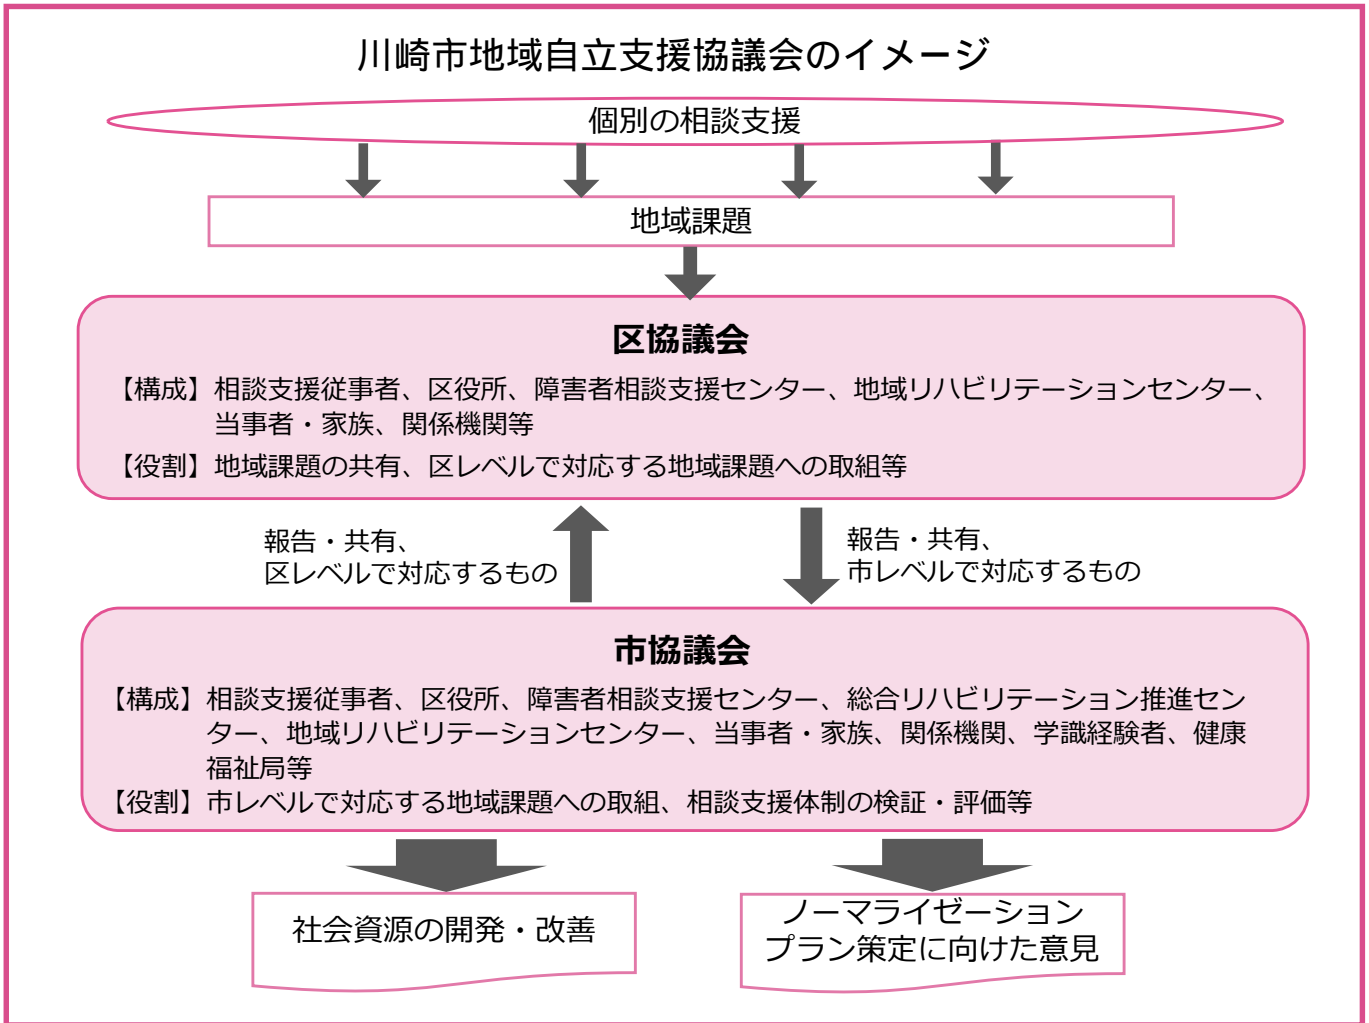 川崎市地域自立支援協議会のイメージ
個別の相談支援
地域課題
区協議会
【構成】相談支援従事者、区役所、障害者相談支援センター、地域リハビリテーションセンター、
当事者・家族、関係機関等
【役割】地域課題の共有、区レベルで対応する地域課題への取組等
報告・共有、
区レベルで対応するもの
報告・共有、
市レベルで対応するもの
市協議会
【構成】相談支援従事者、区役所、障害者相談支援センター、総合リハビリテーション推進セン
ター、地域リハビリテーションセンター、当事者・家族、関係機関、学識経験者、健康
福祉局等
【役割】市レベルで対応する地域課題への取組、相談支援体制の検証・評価等
社会資源の開発・改善
ノーマライゼーション
プラン策定に向けた意見